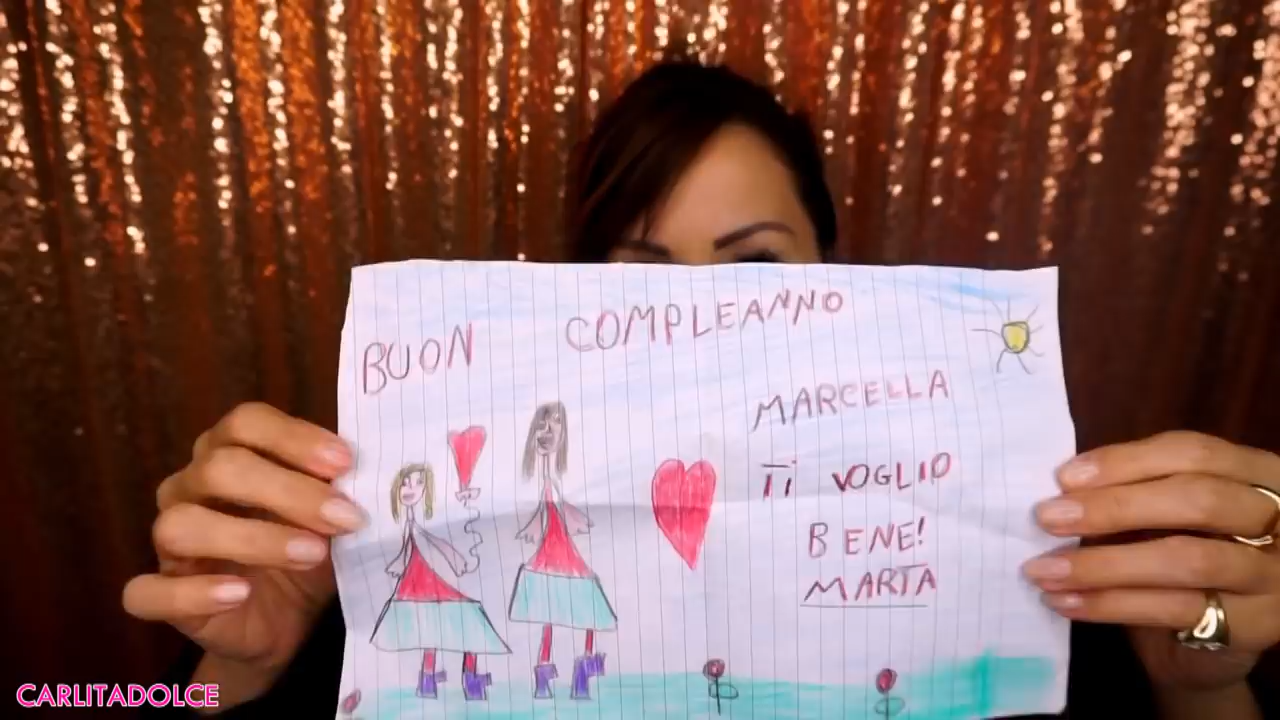 BUON COMPLEANNO
MARCELLA
Ti VOGLIO
BENE!
MARTA
CARLITADOLCE